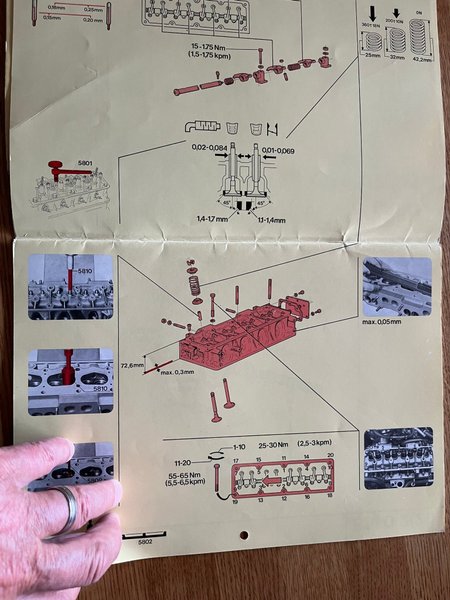 0,18mm
0,15mm
0,25mm
0,20mm
360± 18N
200± 10N
0N
25mm
32mm
42,2mm
15-1,75 Nm
(1,5-1,75 kpm)
5801
0,02-0,084
0,01-0,069
45°
45°
1,4-1,7 mm
1,1-1,4mm
5810
max. 0,05mm
72,6mm
max. 0,3mm
5810
1-10
25-30 Nm
(2,5-3 kpm)
11-20
55-65 Nm
(5,5-6,5 kpm)
17
15
11
14
20
19
13
12
16
18
5802